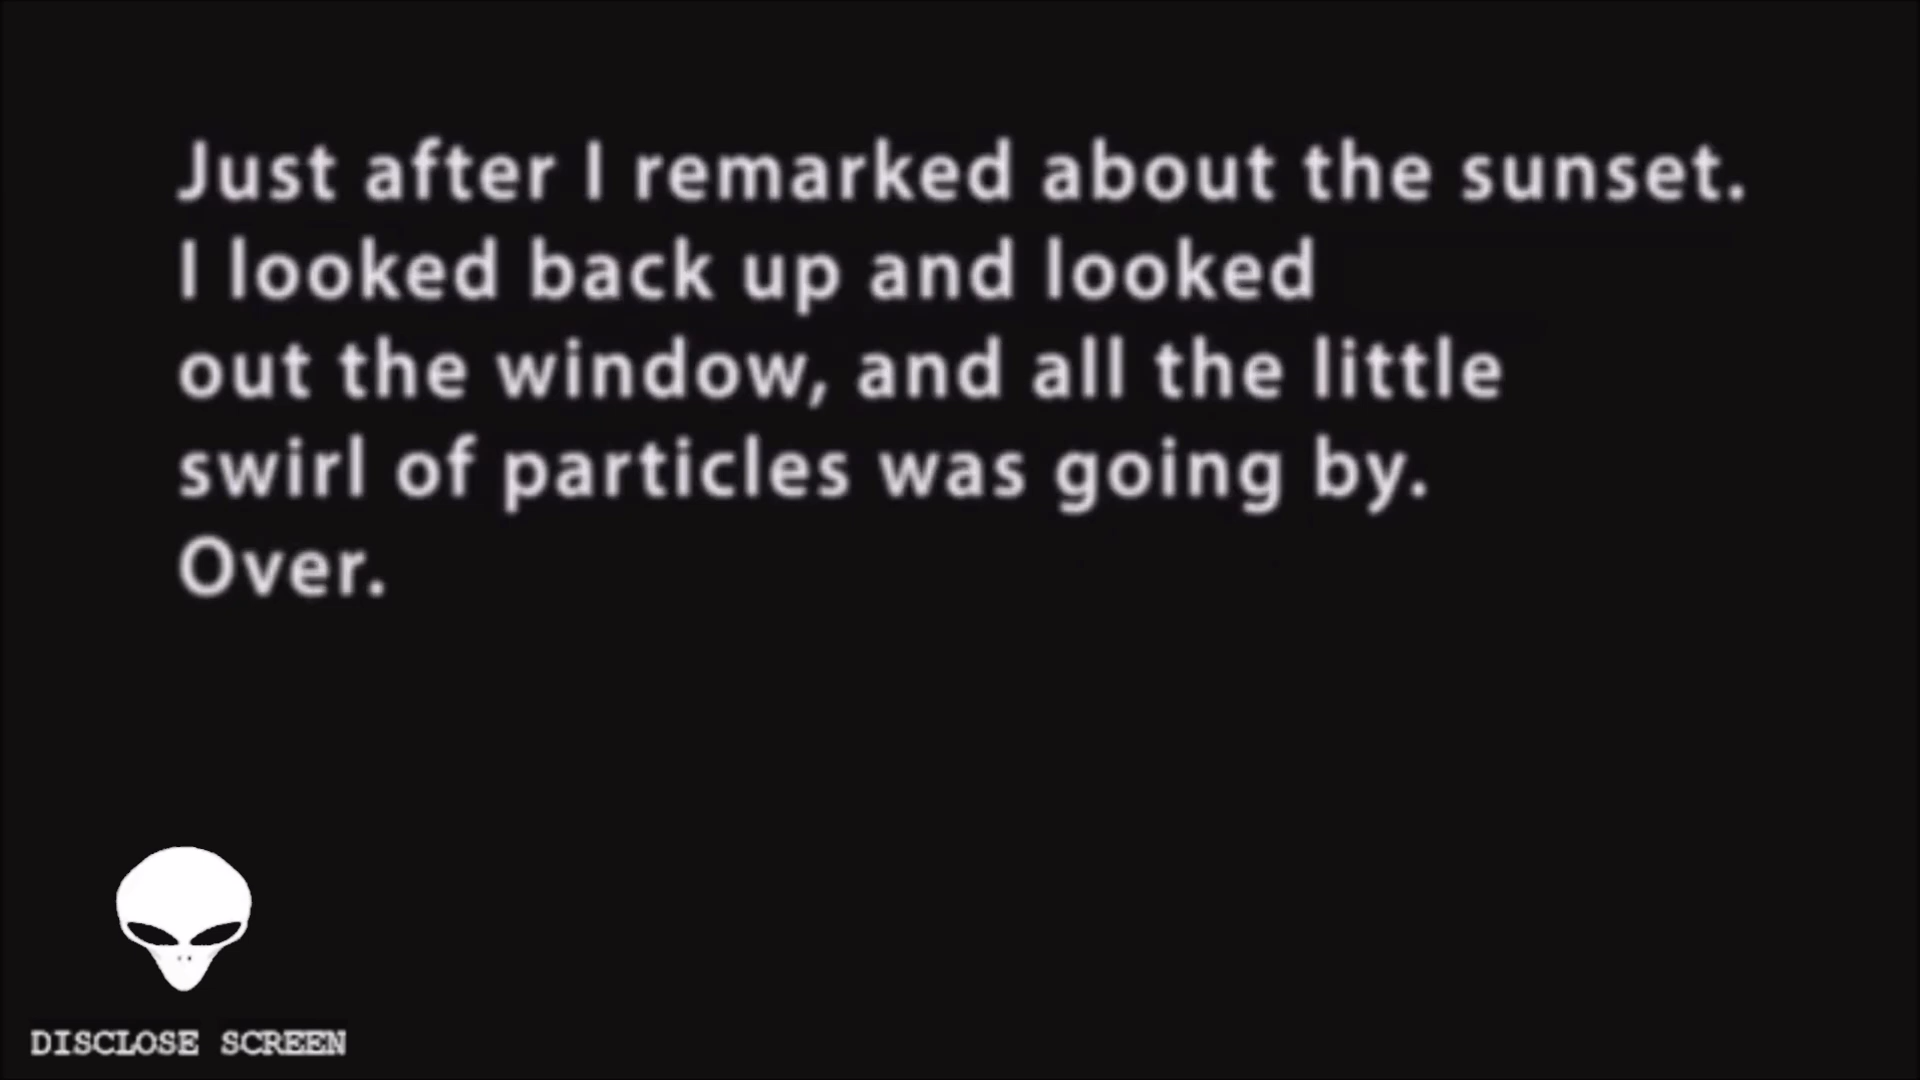 Just after I remarked about the sunset.
I looked back up and looked
out the window, and all the little
swirl of particles was going by.
Over.
DISCLOSE SCREEN